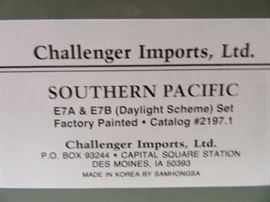 Challenger Imports, Ltd.
SOUTHERN PACIFIC
E7A & E7B (Daylight Scheme) Set
Factory Painted • Catalog #2197.1
Challenger Imports, Ltd.
P.O. BOX 93244 • CAPITAL SQUARE STATION
DES MOINES, IA 50393
MADE IN KOREA BY SAMHONGSA